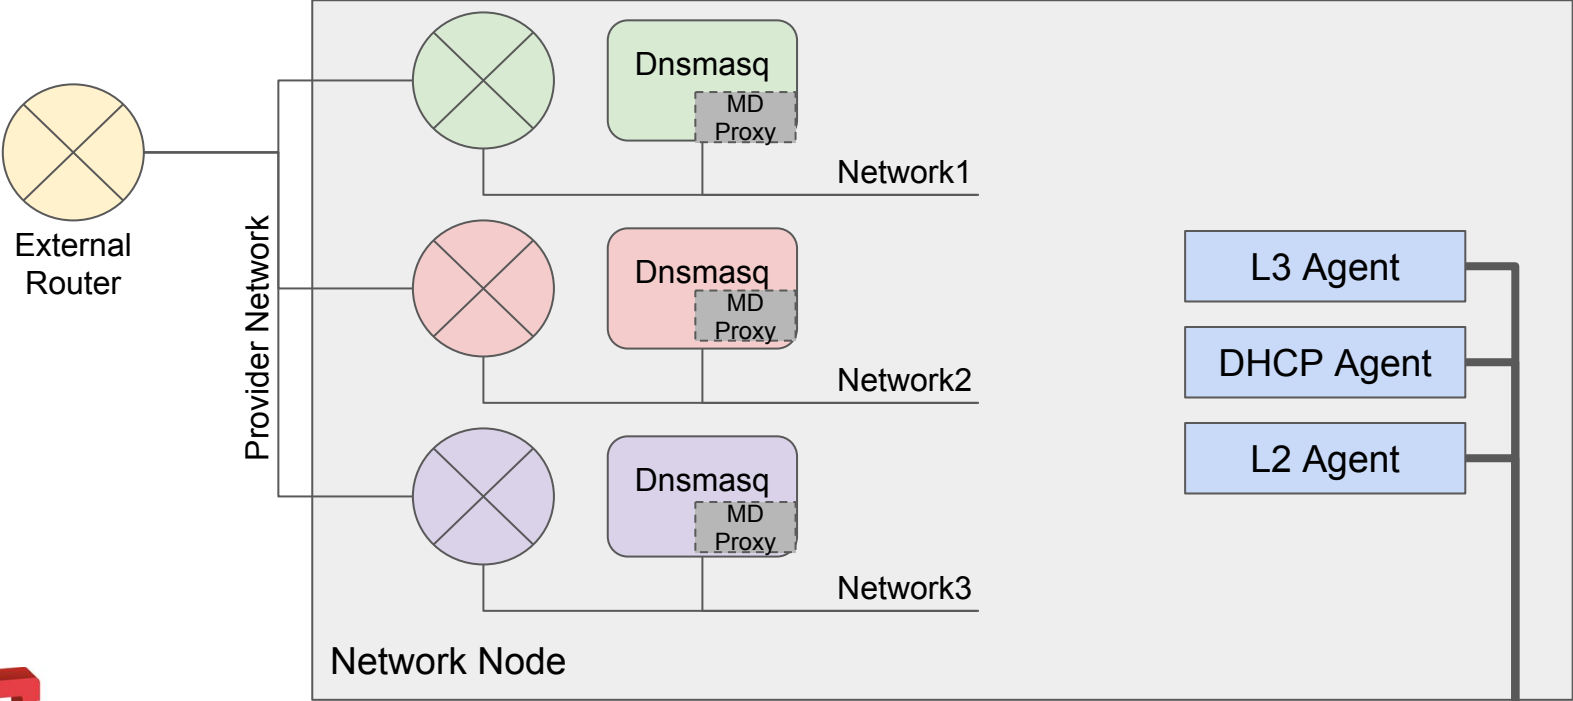 Dnsmasq
MD
Proxy
Network1
External
Router
Provider Network
Dnsmasq
MD
Proxy
Network2
L3 Agent
DHCP Agent
L2 Agent
Dnsmasq
MD
Proxy
Network3
Network Node